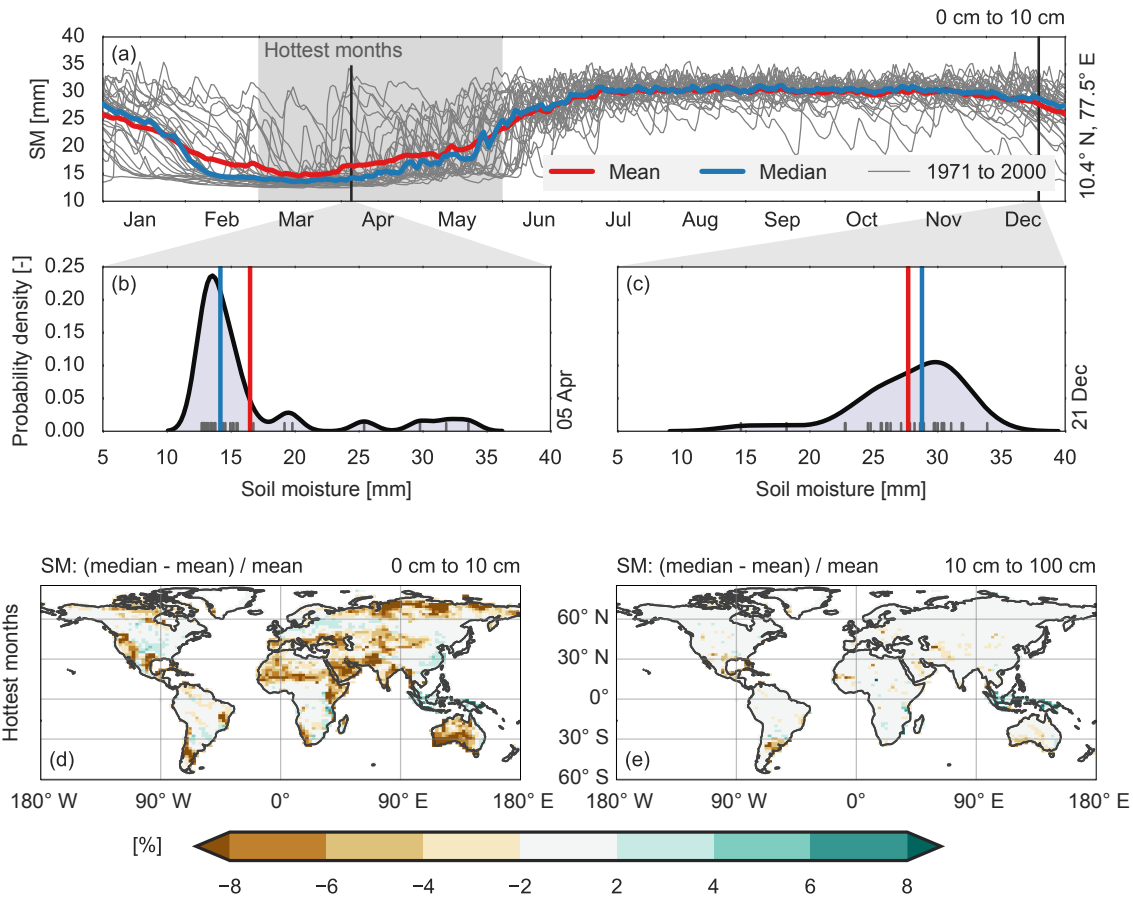 0 cm to 10 cm
(a)
Hottest months
40
35
30
25
20
15
10
SM [mm]
10.4° N, 77.5° E
Mean
Median
1971 to 2000
Jan Feb Mar Apr May Jun Jul Aug Sep Oct Nov Dec
(b)
(c)
0.25
0.20
0.15
0.10
0.05
0.00
Probability density [-]
05 Apr
21 Dec
5 10 15 20 25 30 35 40
5 10 15 20 25 30 35 40
Soil moisture [mm]
Soil moisture [mm]
SM: (median - mean) / mean 0 cm to 10 cm
SM: (median - mean) / mean 10 cm to 100 cm
Hottest months
(d)
(e)
60° N
30° N
0°
30° S
60° S
180° W 90° W 0° 90° E 180° E
180° W 90° W 0° 90° E 180° E
[%]
−8 −6 −4 −2 2 4 6 8